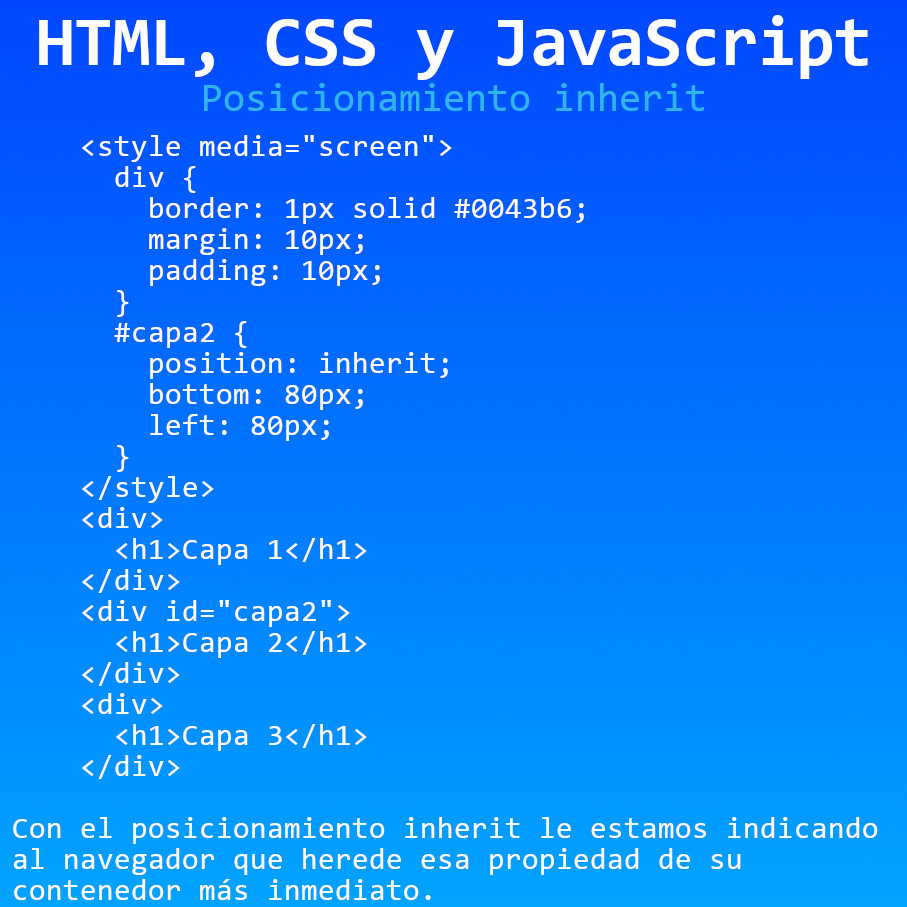 HTML, CSS y JavaScript
Posicionamiento inherit
<style media="screen">
  div {
    border: 1px solid #0043b6;
    margin: 10px;
    padding: 10px;
  }
  #capa2 {
    position: inherit;
    bottom: 80px;
    left: 80px;
  }
</style>
<div>
  <h1>Capa 1</h1>
</div>
<div id="capa2">
  <h1>Capa 2</h1>
</div>
<div>
  <h1>Capa 3</h1>
</div>
Con el posicionamiento inherit le estamos indicando
al navegador que herede esa propiedad de su
contenedor más inmediato.